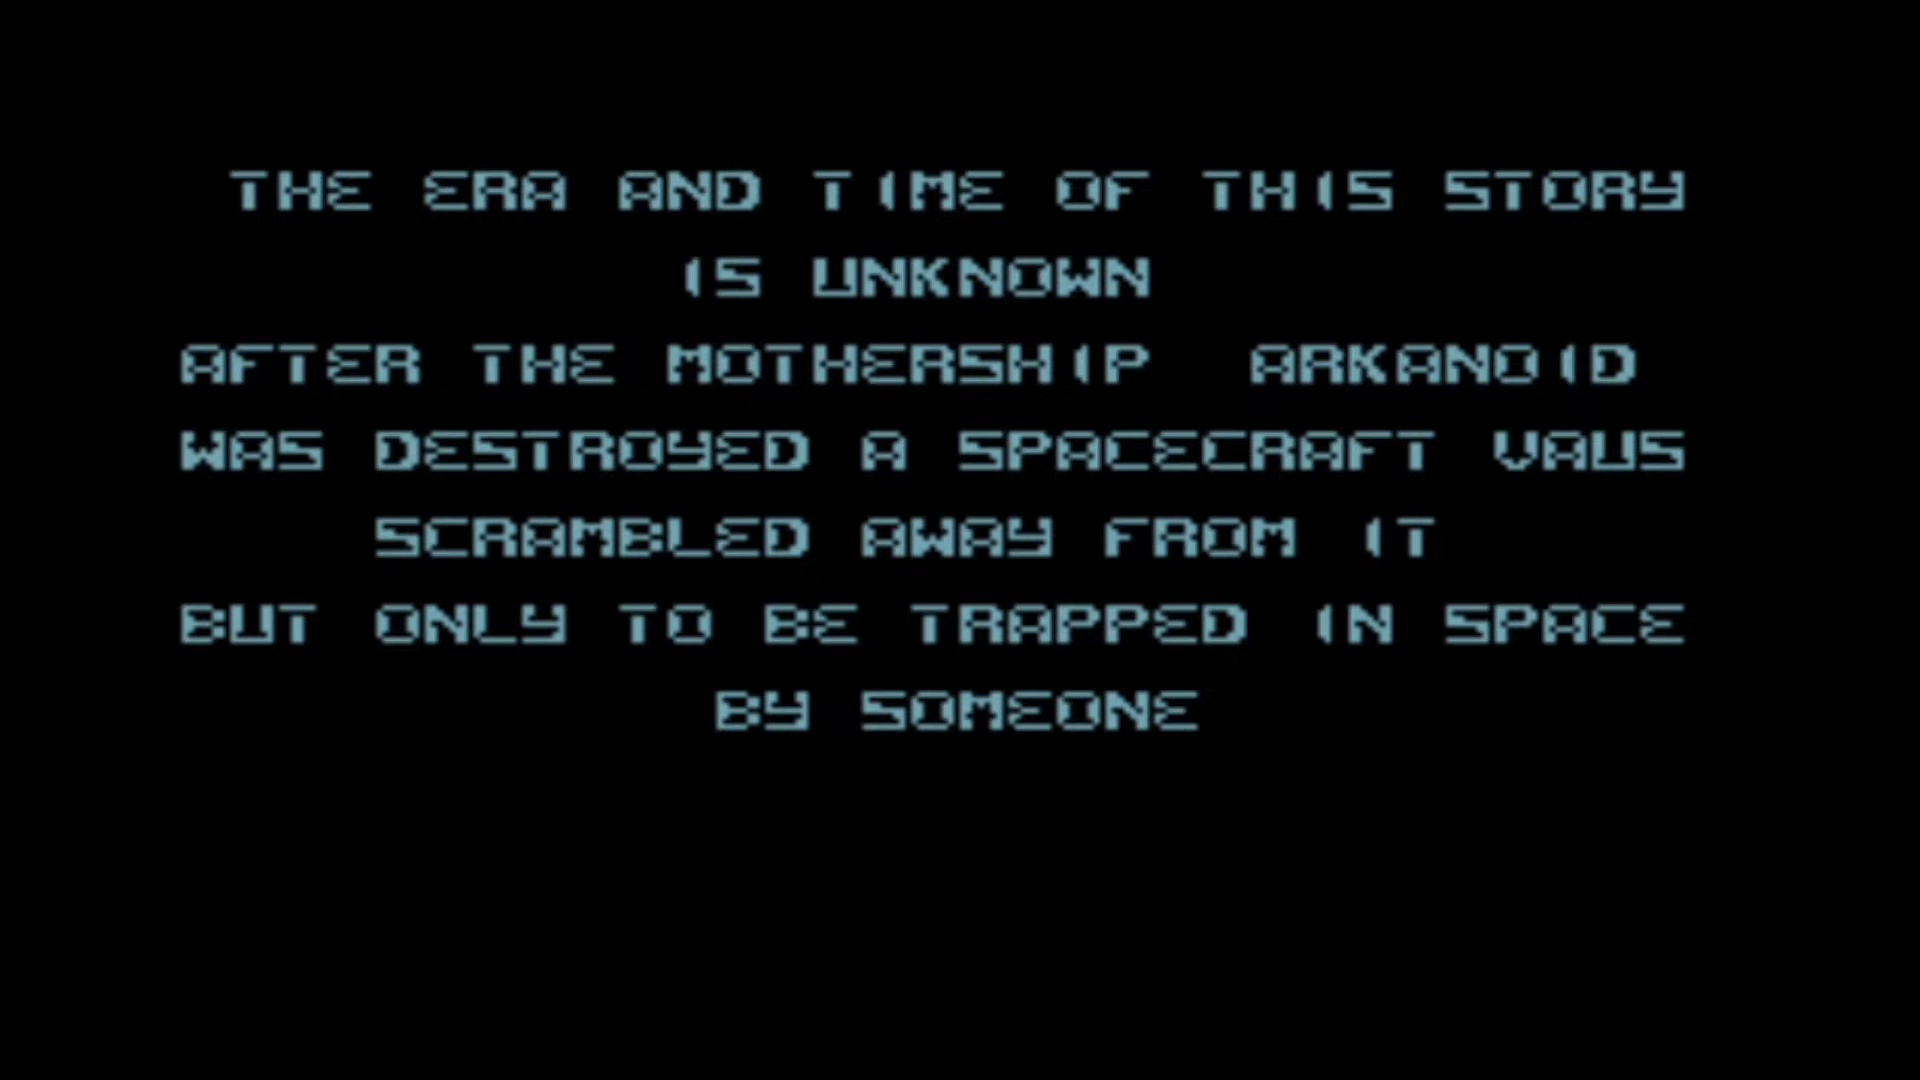 THE ERA AND TIME OF THIS STORY
IS UNKNOWN
AFTER THE MOTHERSHIP ARKANOID
WAS DESTROYED A SPACECRAFT VAUS
SCRAMBLED AWAY FROM IT
BUT ONLY TO BE TRAPPED IN SPACE
BY SOMEONE